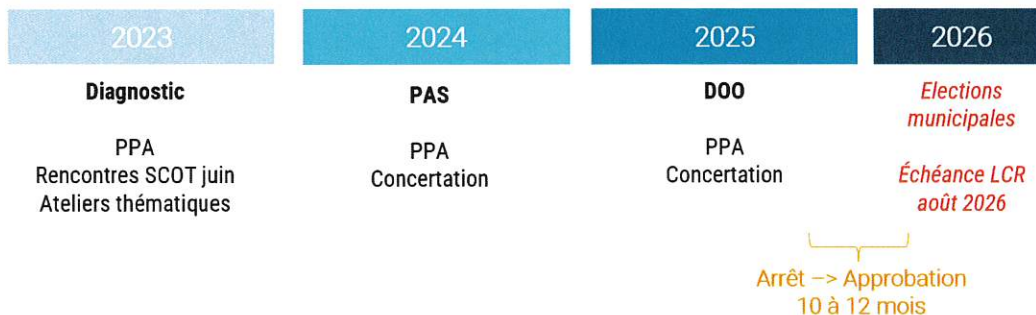 2023
Diagnostic
PPA
Rencontres SCOT juin
Ateliers thématiques
2024
PAS
PPA
Concertation
2025
DOO
PPA
Concertation
2026
Elections
municipales
Échéance LCR
août 2026
Arrêt –> Approbation
10 à 12 mois